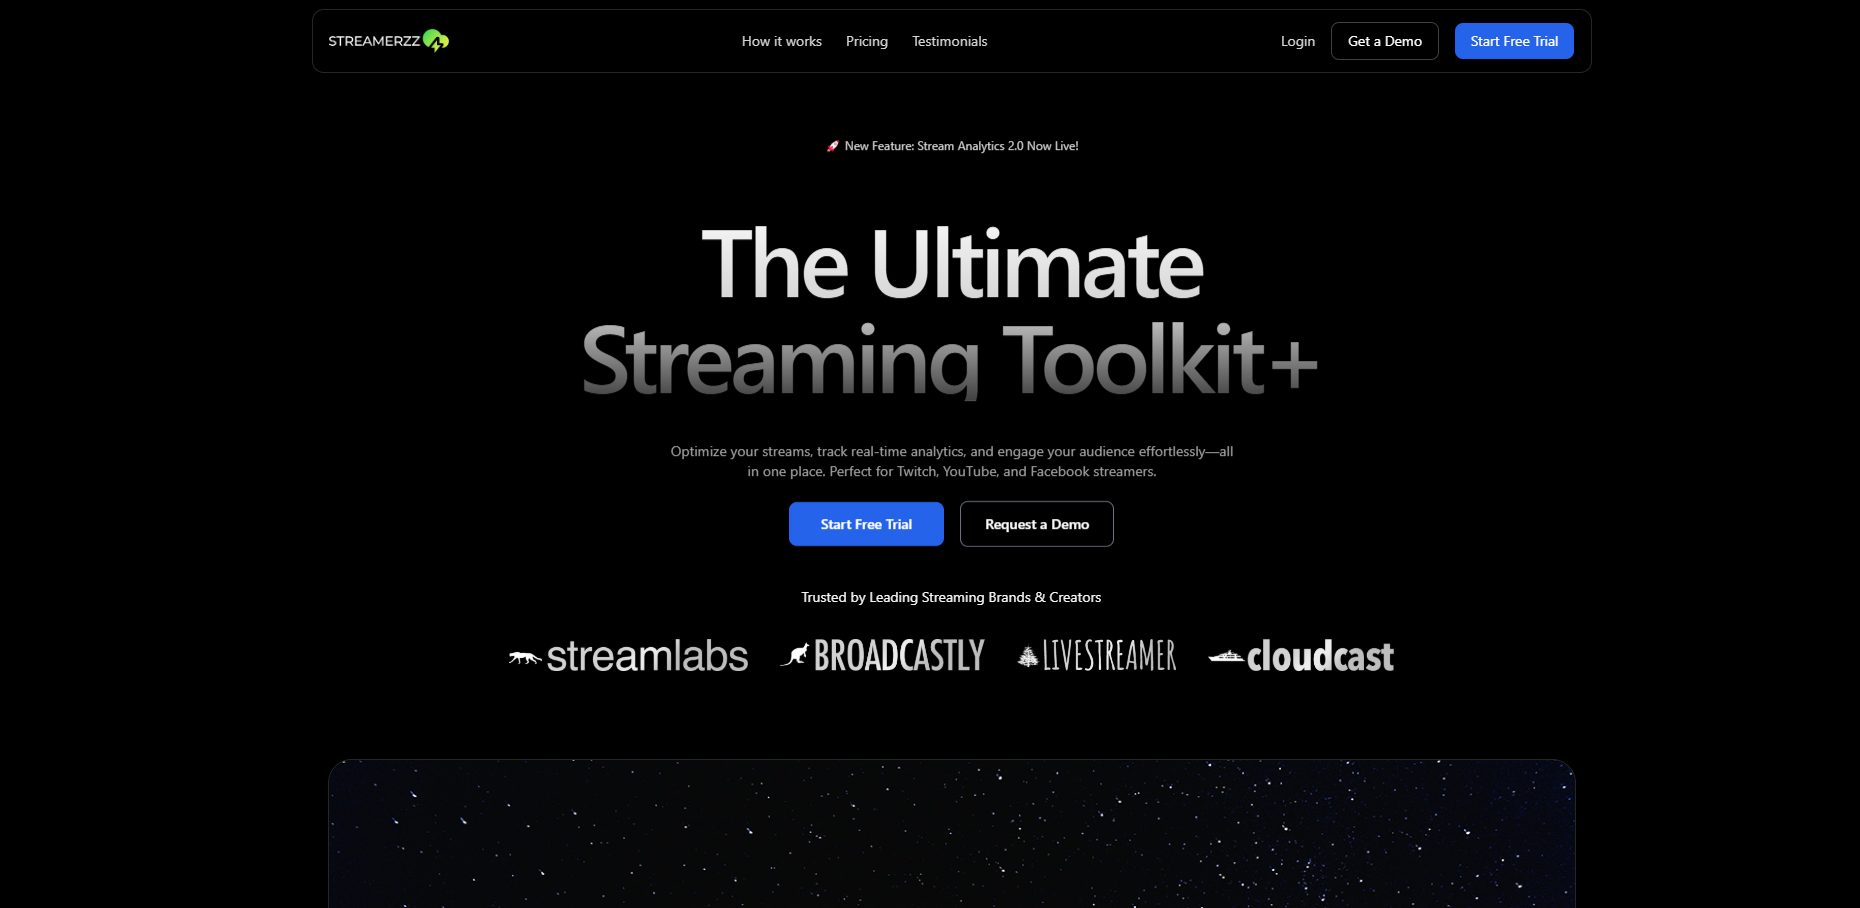 STREAMERZZ
How it works
Pricing
Testimonials
Login
Get a Demo
Start Free Trial
🚀 New Feature: Stream Analytics 2.0 Now Live!
The Ultimate
Streaming Toolkit+
Optimize your streams, track real-time analytics, and engage your audience effortlessly—all
in one place. Perfect for Twitch, YouTube, and Facebook streamers.
Start Free Trial
Request a Demo
Trusted by Leading Streaming Brands & Creators
streamlabs
BROADCASTLY
LIVESTREAMER
cloudcast